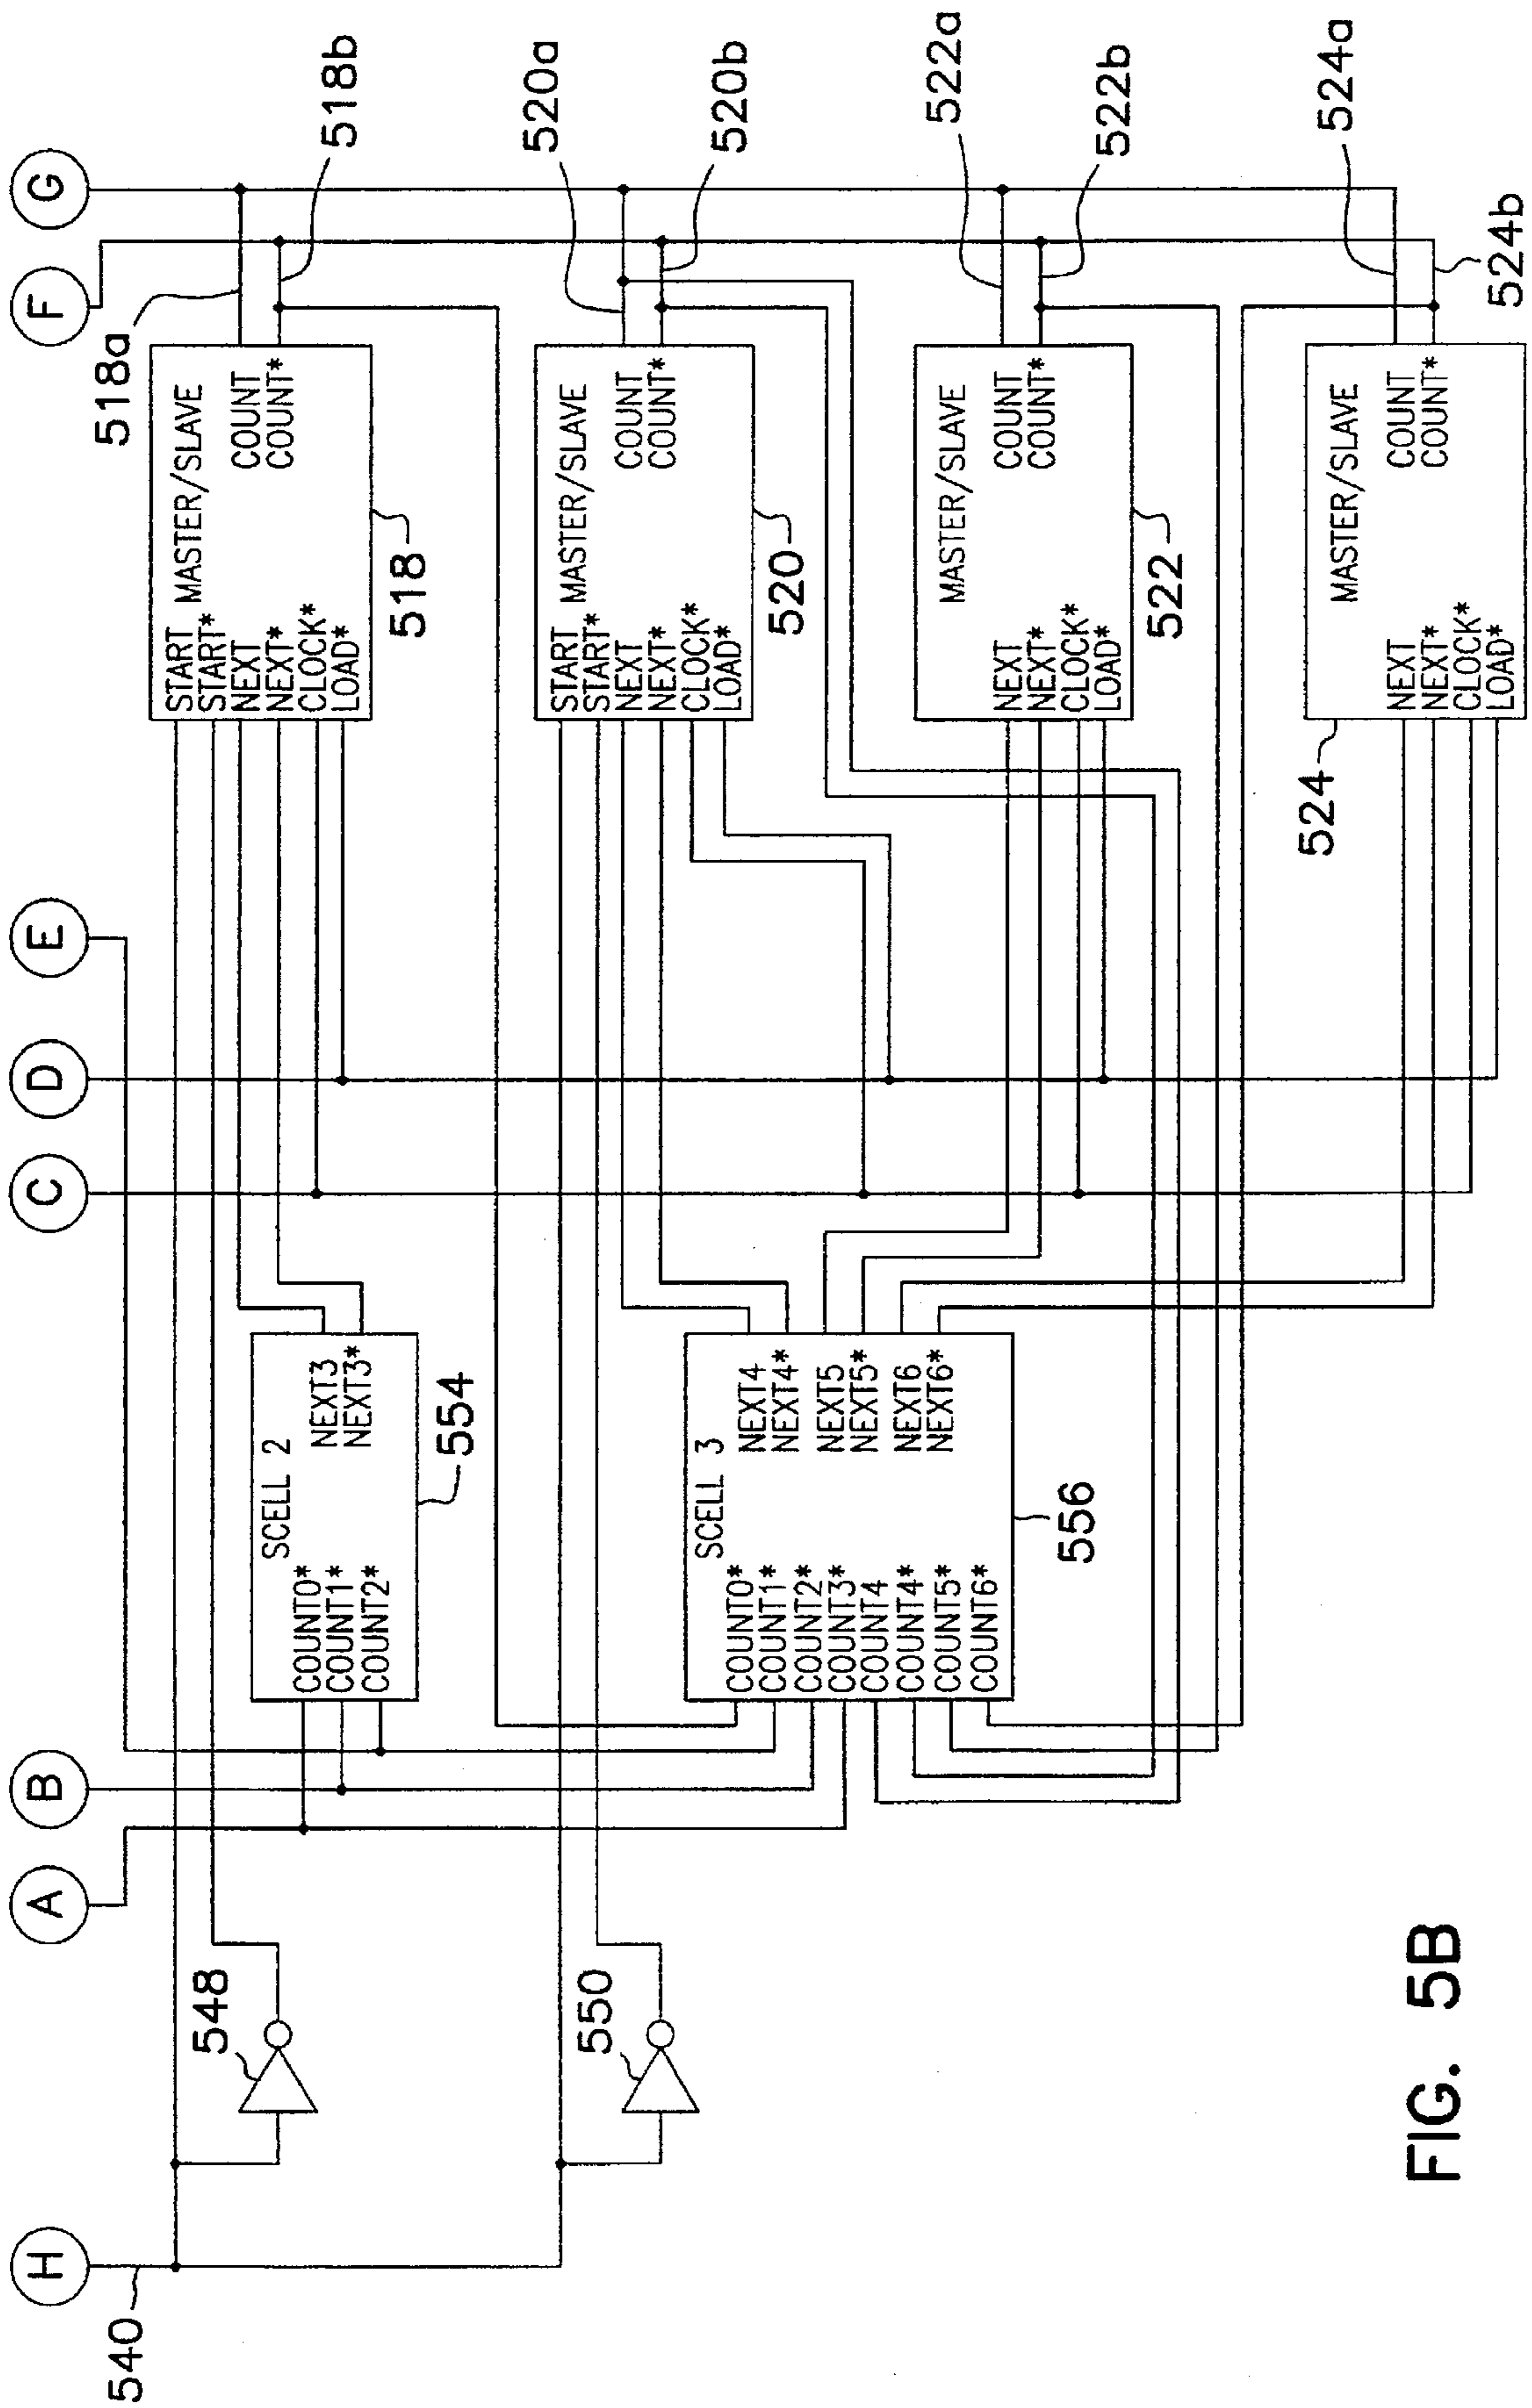 H
A
B
C
D
E
F
G
540
548
550
SCELL 2
COUNT0*
COUNT1*
COUNT2*
NEXT3
NEXT3*
554
SCELL 3
COUNT0*
COUNT1*
COUNT2*
COUNT3*
COUNT4
COUNT4*
COUNT5*
COUNT6*
NEXT4
NEXT4*
NEXT5
NEXT5*
NEXT6
NEXT6*
556
START
START*
NEXT
NEXT*
CLOCK*
LOAD*
MASTER/SLAVE
COUNT
COUNT*
518
518a
518b
START
START*
NEXT
NEXT*
CLOCK*
LOAD*
MASTER/SLAVE
COUNT
COUNT*
520
520a
520b
NEXT
NEXT*
CLOCK*
LOAD*
MASTER/SLAVE
COUNT
COUNT*
522
522a
522b
NEXT
NEXT*
CLOCK*
LOAD*
MASTER/SLAVE
COUNT
COUNT*
524
524a
524b
FIG. 5B